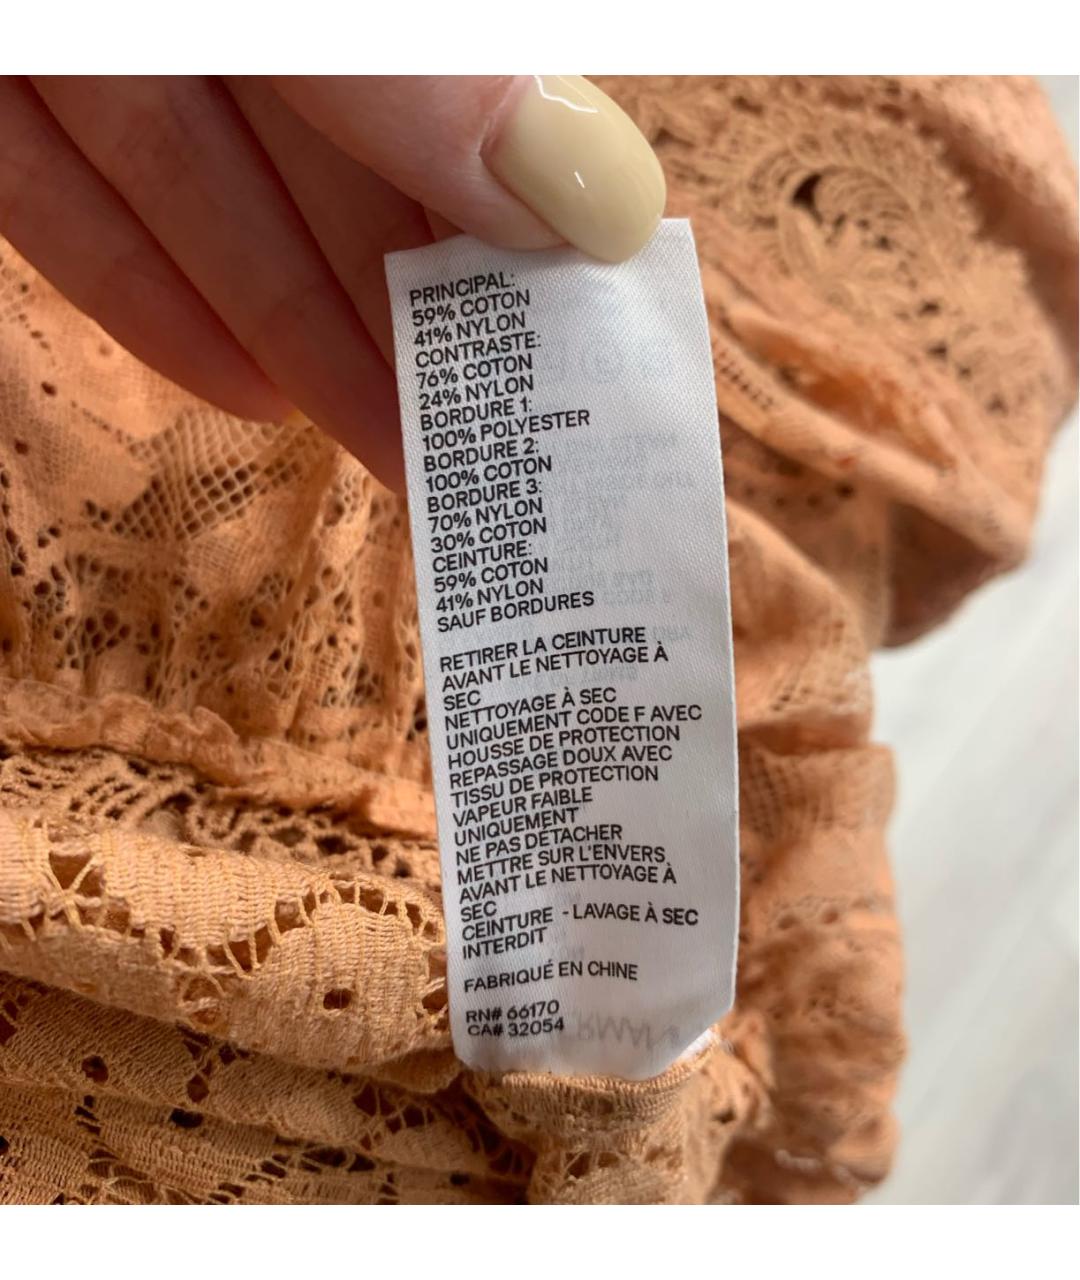 PRINCIPAL:
59% COTON
41% NYLON
CONTRASTE:
76% COTON
24% NYLON
BORDURE 1:
100% POLYESTER
BORDURE 2:
100% COTON
BORDURE 3:
70% NYLON
30% COTON
CEINTURE:
59% COTON
41% NYLON
SAUF BORDURES
RETIRER LA CEINTURE
AVANT LE NETTOYAGE À
SEC
NETTOYAGE À SEC
UNIQUEMENT CODE F AVEC
HOUSSE DE PROTECTION
REPASSAGE DOUX AVEC
TISSU DE PROTECTION
VAPEUR FAIBLE
UNIQUEMENT
NE PAS DÉTACHER
METTRE SUR L'ENVERS
AVANT LE NETTOYAGE À
SEC
CEINTURE - LAVAGE À SEC
INTERDIT
FABRIQUÉ EN CHINE
RN# 66170
CA# 32054